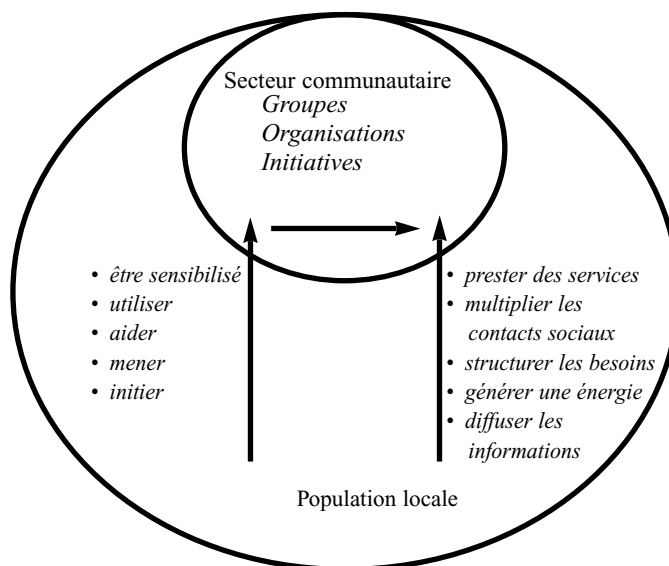 Secteur communautaire
Groupes
Organisations
Initiatives
• être sensibilisé
• utiliser
• aider
• mener
• initier
• prester des services
• multiplier les
contacts sociaux
• structurer les besoins
• générer une énergie
• diffuser les
informations
Population locale